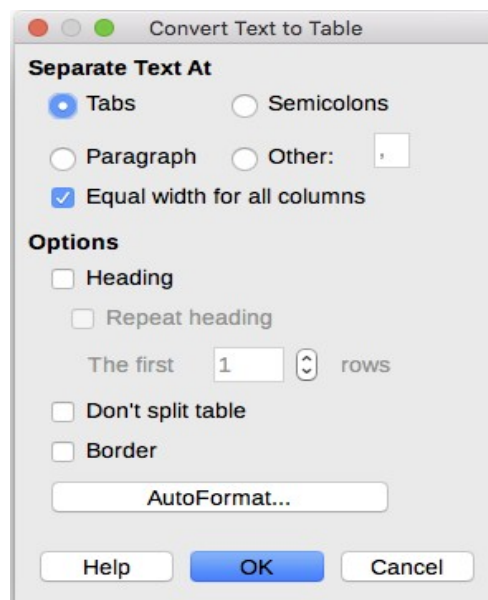 Convert Text to Table
Separate Text At
Tabs Semicolons
Paragraph Other: ,
Equal width for all columns
Options
Heading
Repeat heading
The first 1 rows
Don't split table
Border
AutoFormat...
Help OK Cancel